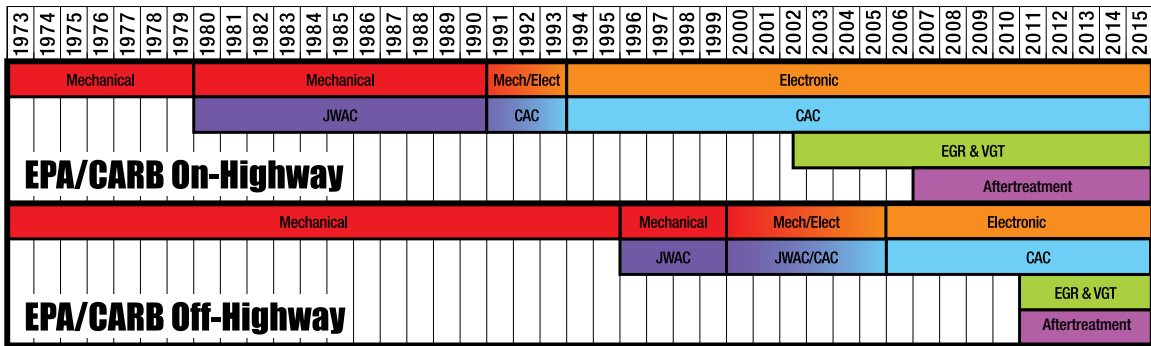 1973 1974 1975 1976 1977 1978 1979 1980 1981 1982 1983 1984 1985 1986 1987 1988 1989 1990 1991 1992 1993 1994 1995 1996 1997 1998 1999 2000 2001 2002 2003 2004 2005 2006 2007 2008 2009 2010 2011 2012 2013 2014 2015
Mechanical Mechanical Mech/Elect Electronic
JWAC CAC CAC
EGR & VGT
EPA/CARB On-Highway
Aftertreatment
Mechanical Mechanical Mech/Elect Electronic
JWAC JWAC/CAC CAC
EGR & VGT
EPA/CARB Off-Highway
Aftertreatment